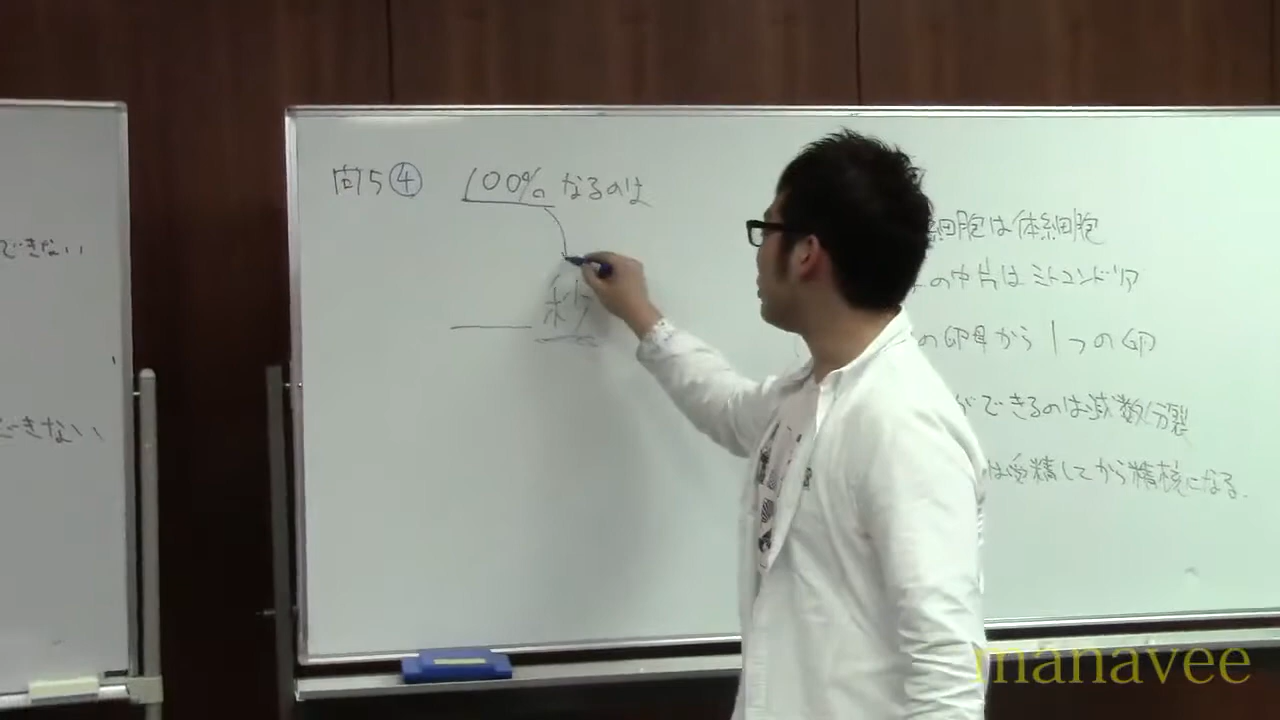 できない
できない
問5④ 100% なるのは
秒
細胞は体細胞
の中片はミトコンドリア
の卵母から1つの卵
ができるのは減数分裂
は受精してから精核になる.
manavee